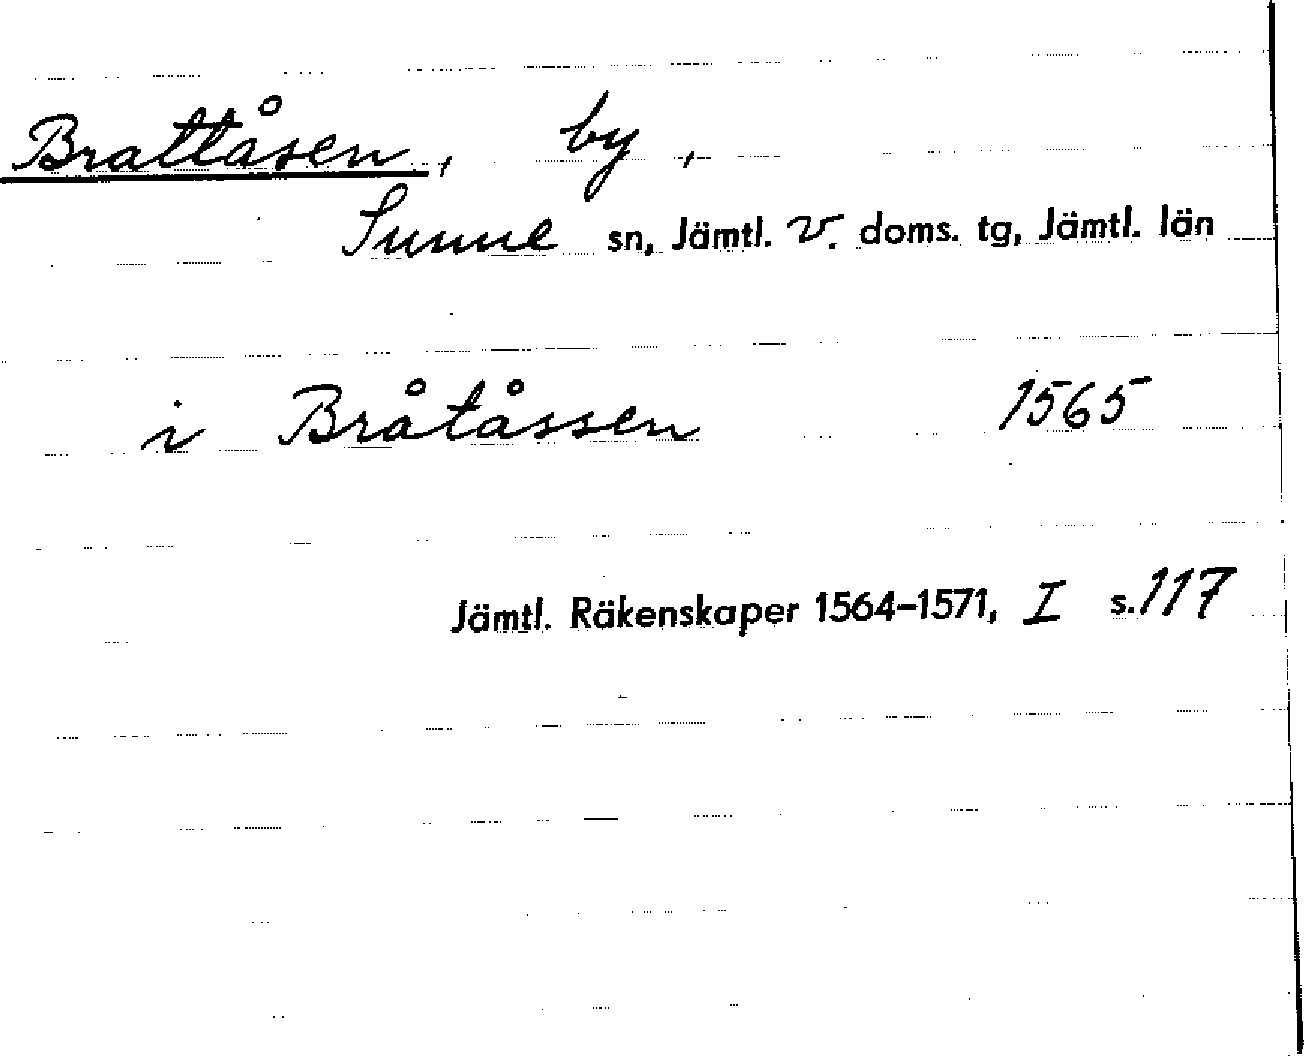 Brattåsen, by,
Sunne sn, Jämtl. v. doms. tg, Jämtl. län
i Bråtåssen 1565
Jämtl. Räkenskaper 1564-1571, I s. 117